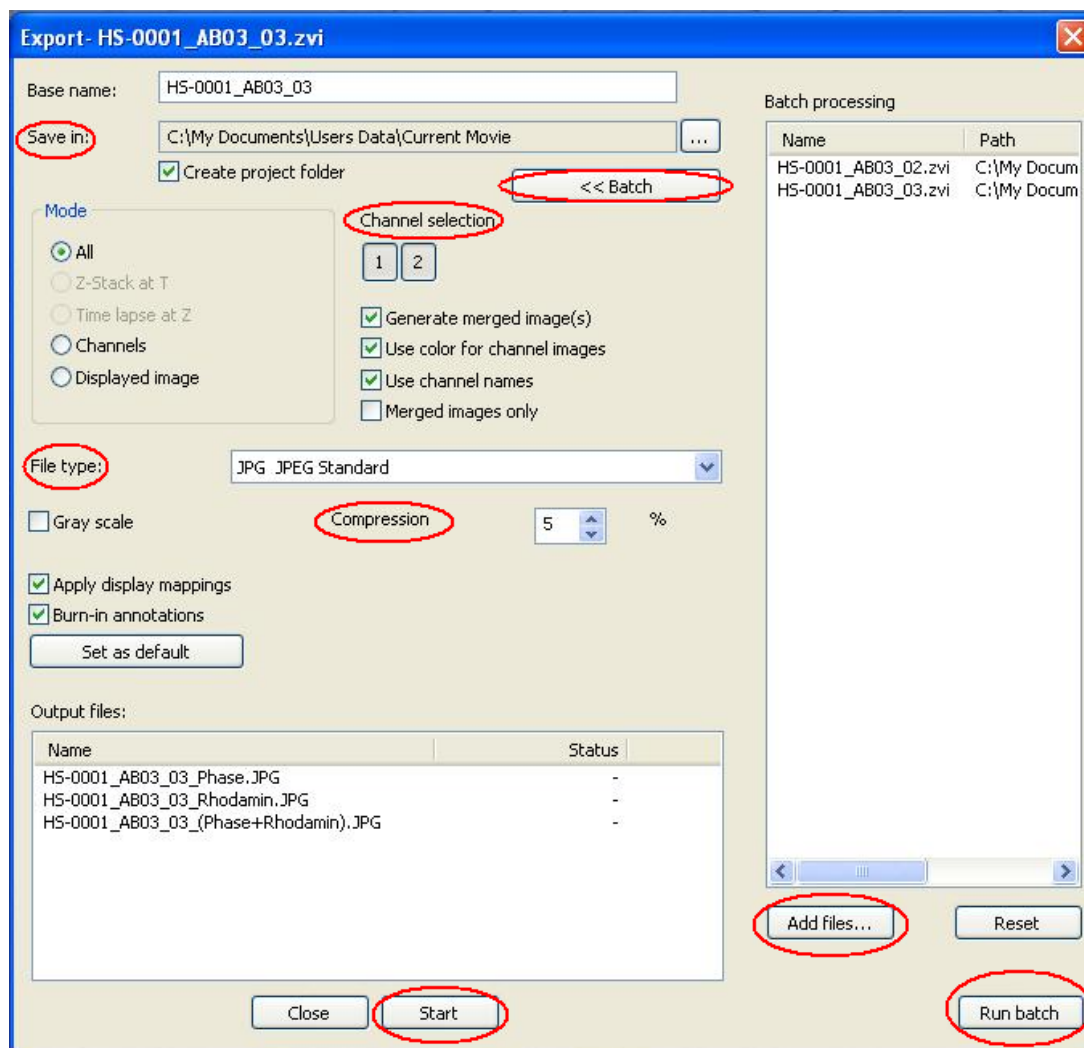 Export- HS-0001_AB03_03.zvi
Base name:
HS-0001_AB03_03
Save in:
C:\My Documents\Users Data\Current Movie
...
Create project folder
<< Batch
Mode
All
Z-Stack at T
Time lapse at Z
Channels
Displayed image
Channel selection
1 2
Generate merged image(s)
Use color for channel images
Use channel names
Merged images only
File type:
JPG JPEG Standard
Gray scale
Compression
5
%
Apply display mappings
Burn-in annotations
Set as default
Output files:
Name Status
HS-0001_AB03_03_Phase.JPG -
HS-0001_AB03_03_Rhodamin.JPG -
HS-0001_AB03_03_(Phase+Rhodamin).JPG -
Close
Start
Batch processing
Name Path
HS-0001_AB03_02.zvi C:\My Docum
HS-0001_AB03_03.zvi C:\My Docum
Add files...
Reset
Run batch